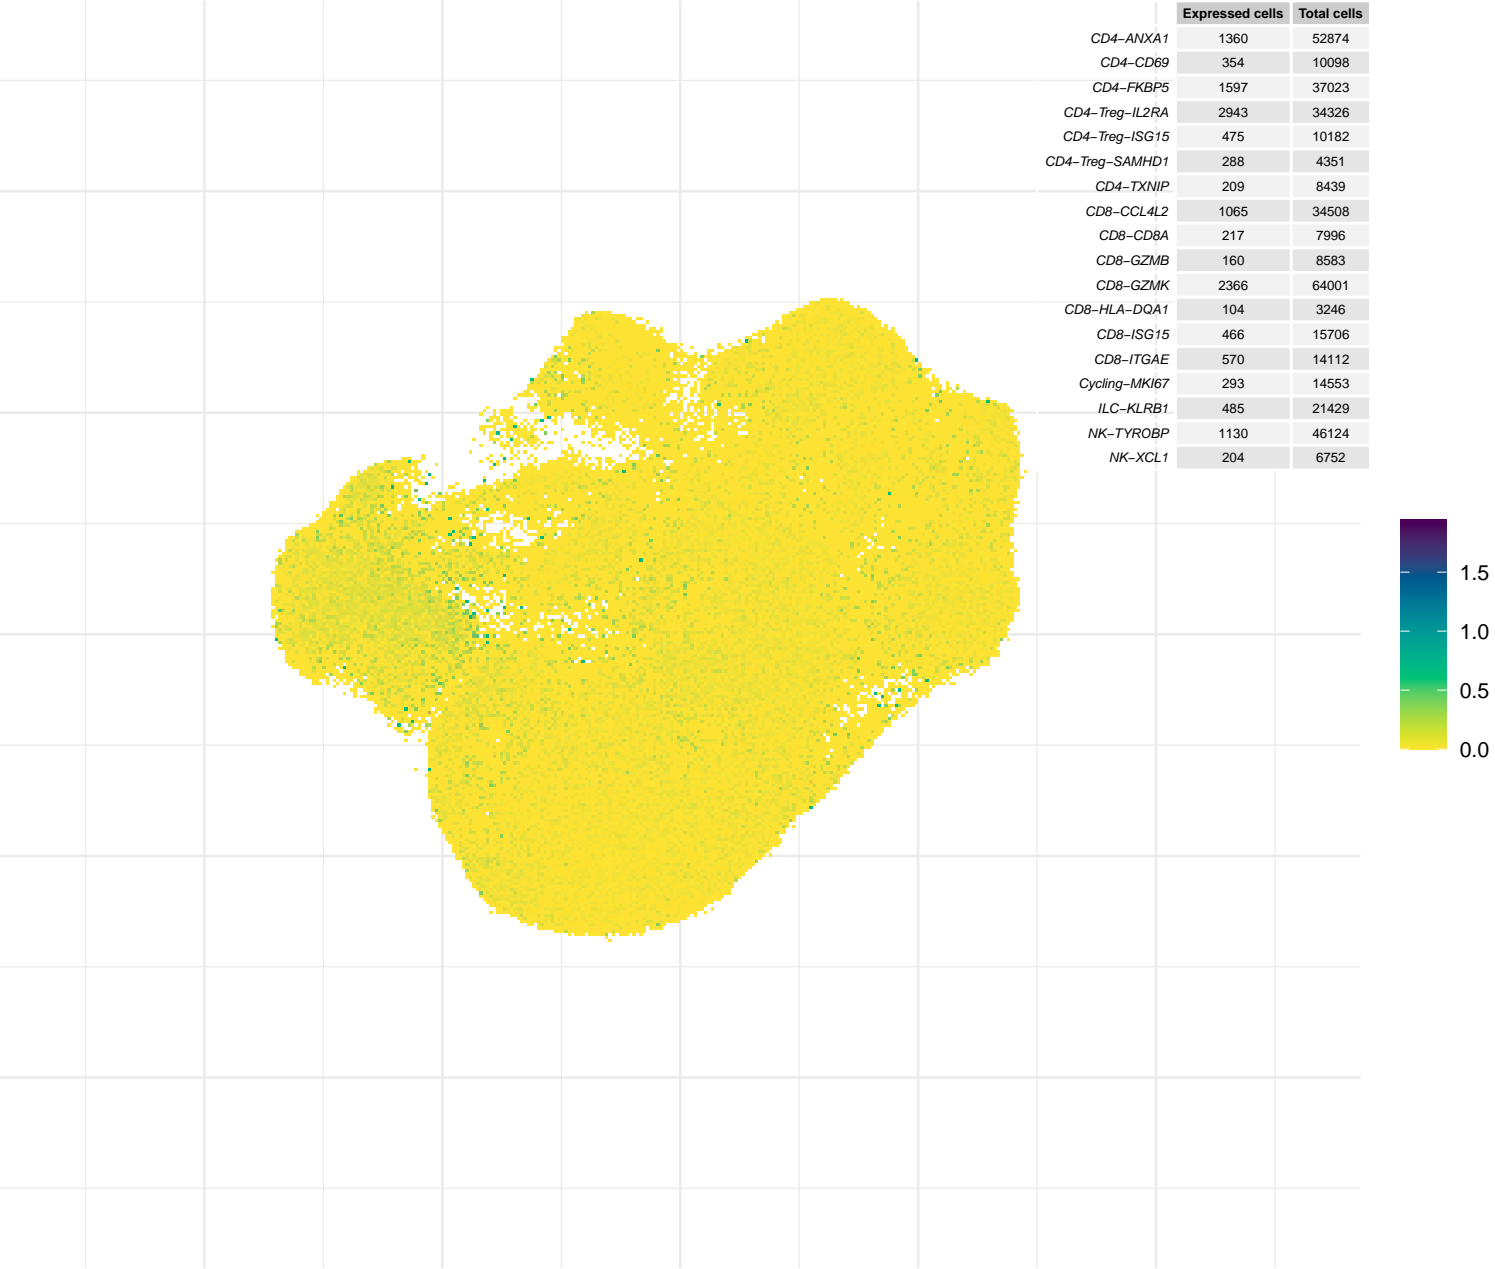 Expressed cells Total cells
CD4−ANXA1 1360 52874
CD4−CD69 354 10098
CD4−FKBP5 1597 37023
CD4−Treg−IL2RA 2943 34326
CD4−Treg−ISG15 475 10182
CD4−Treg−SAMHD1 288 4351
CD4−TXNIP 209 8439
CD8−CCL4L2 1065 34508
CD8−CD8A 217 7996
CD8−GZMB 160 8583
CD8−GZMK 2366 64001
CD8−HLA−DQA1 104 3246
CD8−ISG15 466 15706
CD8−ITGAE 570 14112
Cycling−MKI67 293 14553
ILC−KLRB1 485 21429
NK−TYROBP 1130 46124
NK−XCL1 204 6752
1.5
1.0
0.5
0.0